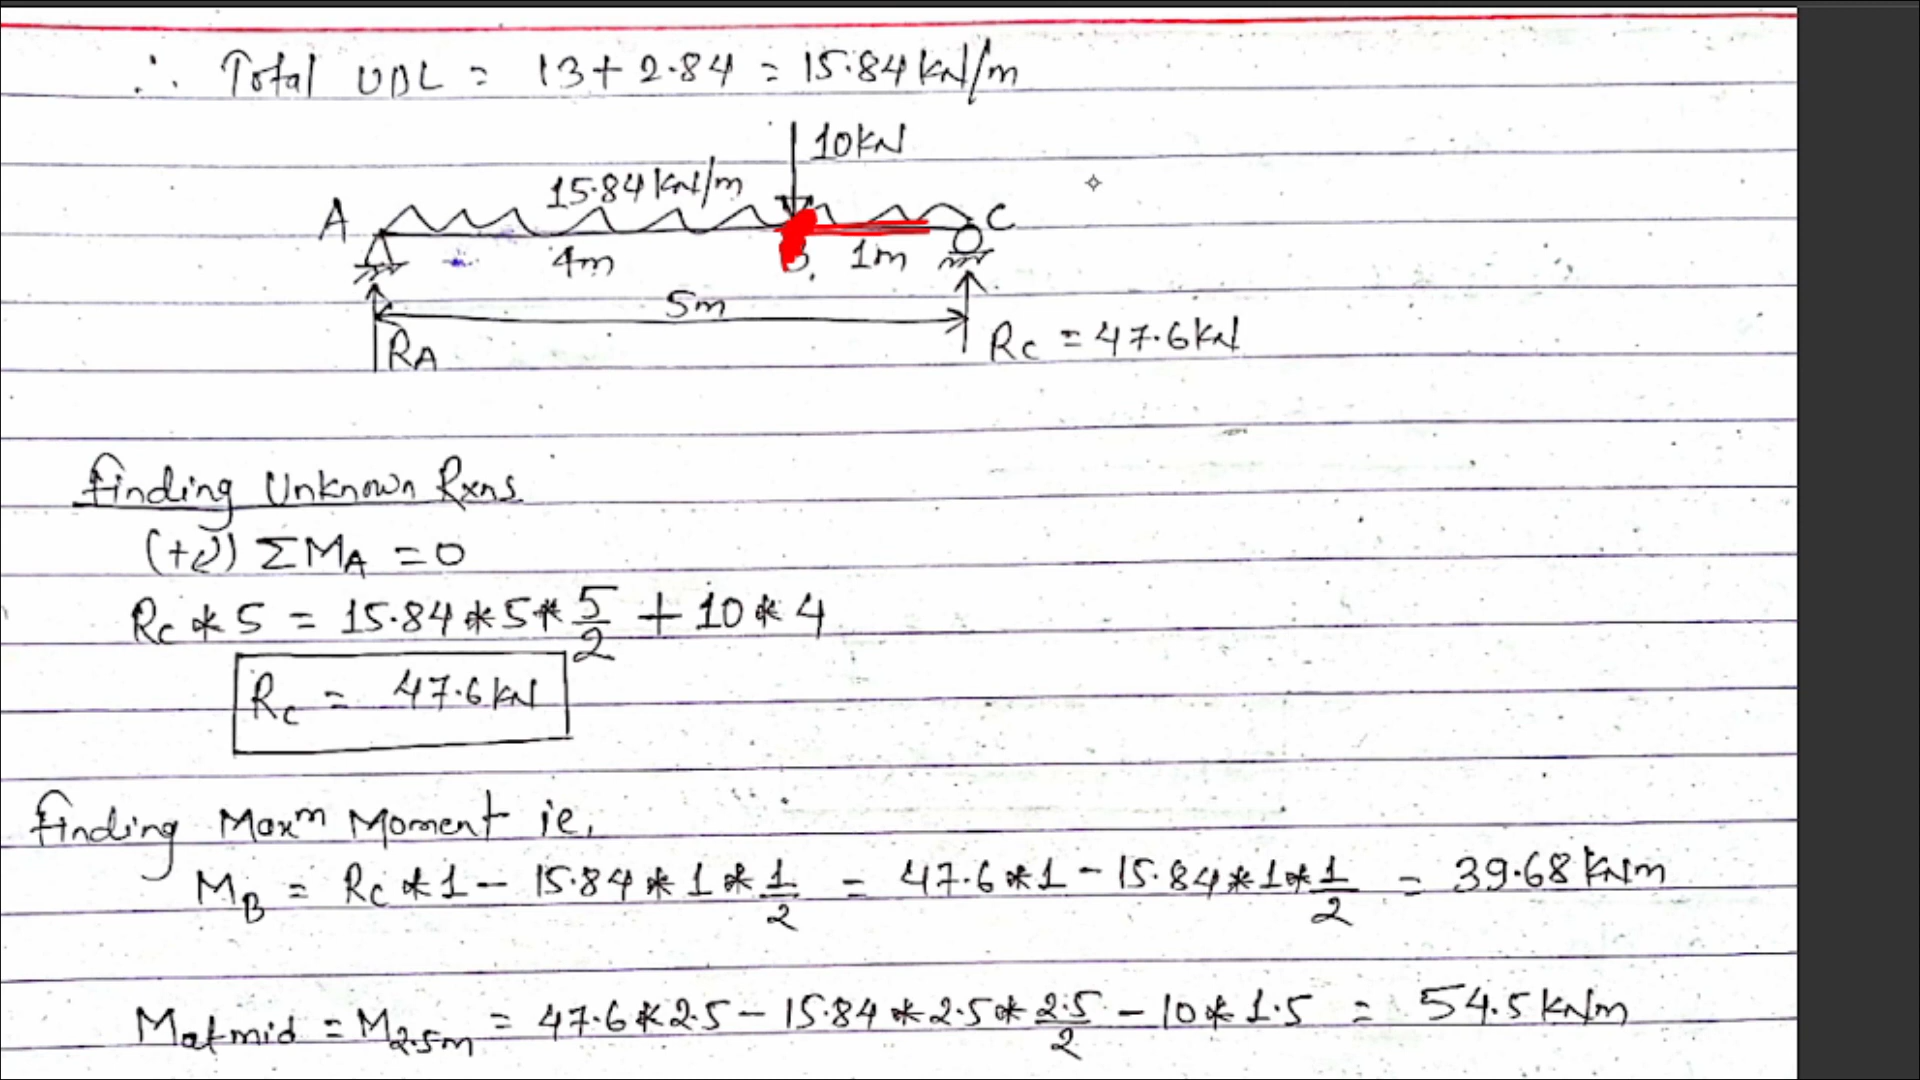 ∴ Total UDL = 13 + 2.84 = 15.84 kN/m
10kN
15.84 kN/m
A C
4m 1m
5m
RA Rc = 47.6kN
finding Unknown Rxns
(+↺) ΣMA = 0
Rc * 5 = 15.84 * 5 * 5/2 + 10 * 4
Rc = 47.6 kN
finding Maxm Moment ie,
MB = Rc * 1 - 15.84 * 1 * 1/2 = 47.6 * 1 - 15.84 * 1 * 1/2 = 39.68 kNm
Mat mid = M2.5m = 47.6 * 2.5 - 15.84 * 2.5 * 2.5/2 - 10 * 1.5 = 54.5 kNm